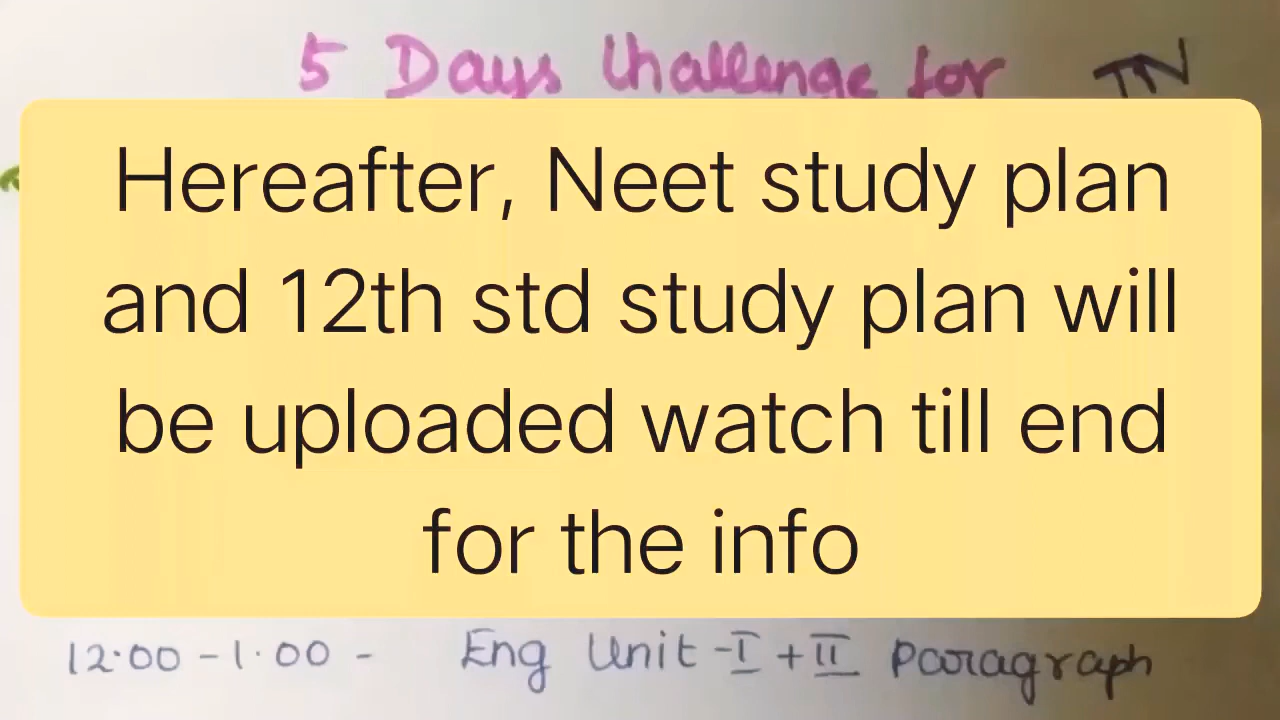 5 Days Challenge for TN
Hereafter, Neet study plan
and 12th std study plan will
be uploaded watch till end
for the info
12.00 - 1.00 - Eng Unit - I + II Paragraph